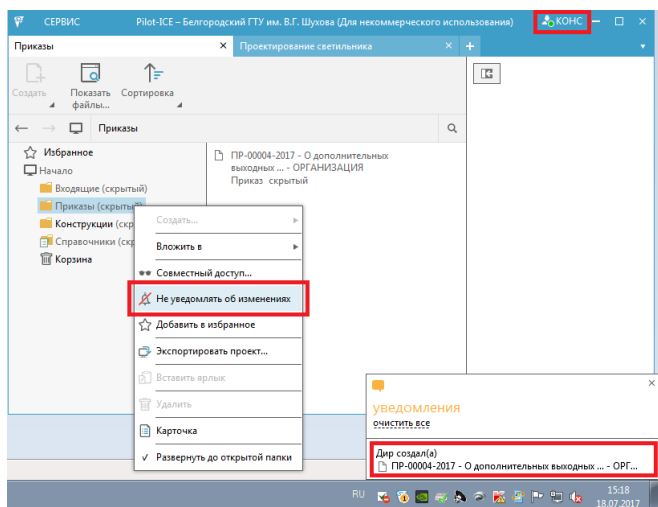 СЕРВИС
Pilot-ICE – Белгородский ГТУ им. В.Г. Шухова (Для некоммерческого использования)
КОНС
Приказы
Проектирование светильника
Создать
Показать файлы...
Сортировка
Приказы
Избранное
Начало
Входящие (скрытый)
Приказы (скрытый)
Конструкции (скр
Справочники (скр
Корзина
ПР-00004-2017 - О дополнительных
выходных ... - ОРГАНИЗАЦИЯ
Приказ скрытый
Создать...
Вложить в
Совместный доступ...
Не уведомлять об изменениях
Добавить в избранное
Экспортировать проект...
Вставить ярлык
Удалить
Карточка
Развернуть до открытой папки
уведомления
очистить все
Дир создал(а)
ПР-00004-2017 - О дополнительных выходных ... - ОРГ...
RU
15:18
18.07.2017